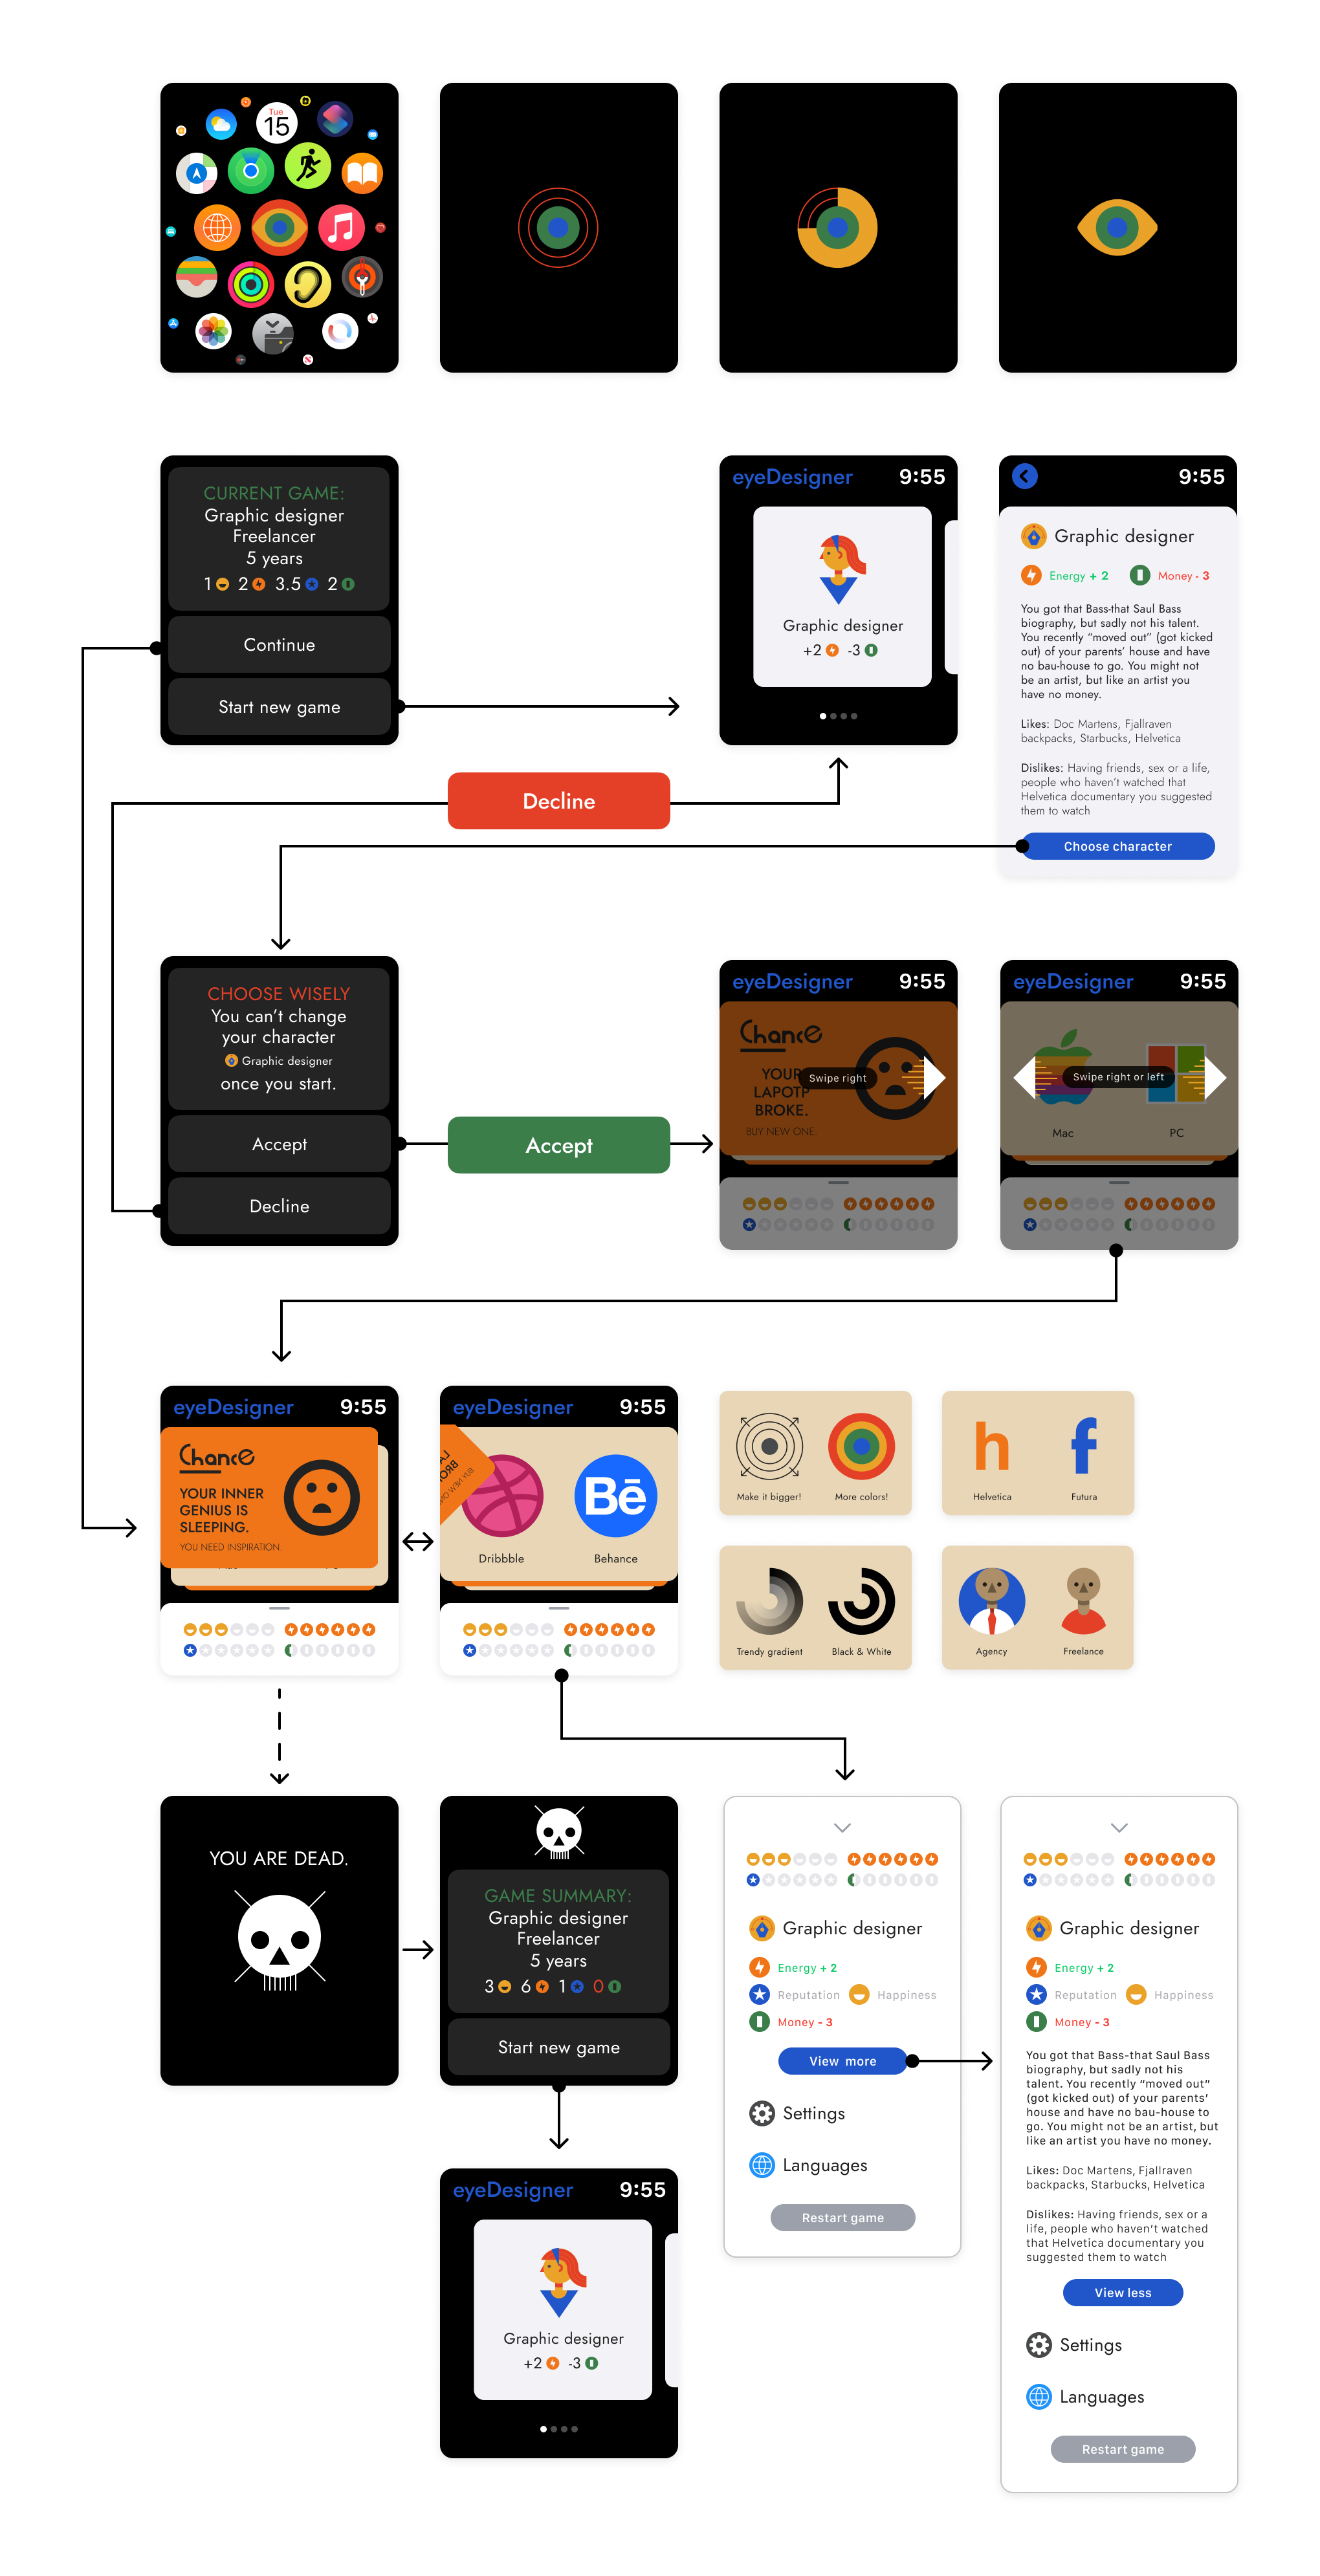 Tue
15
CURRENT GAME:
Graphic designer
Freelancer
5 years
1 2 3.5 2
Continue
Start new game
eyeDesigner 9:55
Graphic designer
+2 -3
9:55
Graphic designer
Energy + 2 Money - 3
You got that Bass-that Saul Bass
biography, but sadly not his talent.
You recently “moved out” (got kicked
out) of your parents’ house and have
no bau-house to go. You might not
be an artist, but like an artist you
have no money.
Likes: Doc Martens, Fjallraven
backpacks, Starbucks, Helvetica
Dislikes: Having friends, sex or a life,
people who haven’t watched that
Helvetica documentary you suggested
them to watch
Choose character
Decline
CHOOSE WISELY
You can’t change
your character
Graphic designer
once you start.
Accept
Decline
Accept
eyeDesigner 9:55
Chance
YOUR
LAPOTP
BROKE.
BUY NEW ONE
Swipe right
eyeDesigner 9:55
Swipe right or left
Mac PC
eyeDesigner 9:55
Chance
YOUR INNER
GENIUS IS
SLEEPING.
YOU NEED INSPIRATION.
eyeDesigner 9:55
Bē
Dribbble Behance
Make it bigger! More colors!
h f
Helvetica Futura
Trendy gradient Black & White
Agency Freelance
YOU ARE DEAD.
GAME SUMMARY:
Graphic designer
Freelancer
5 years
3 6 1 0
Start new game
eyeDesigner 9:55
Graphic designer
+2 -3
Graphic designer
Energy + 2
Reputation Happiness
Money - 3
View more
Settings
Languages
Restart game
Graphic designer
Energy + 2
Reputation Happiness
Money - 3
You got that Bass-that Saul Bass
biography, but sadly not his
talent. You recently “moved out”
(got kicked out) of your parents’
house and have no bau-house to
go. You might not be an artist, but
like an artist you have no money.
Likes: Doc Martens, Fjallraven
backpacks, Starbucks, Helvetica
Dislikes: Having friends, sex or a
life, people who haven’t watched
that Helvetica documentary you
suggested them to watch
View less
Settings
Languages
Restart game